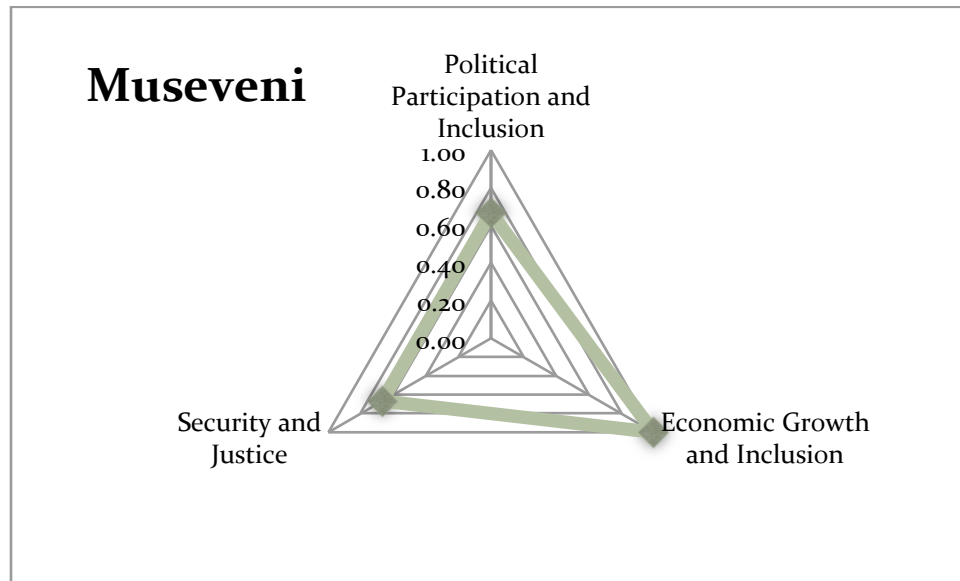 Museveni
Political
Participation and
Inclusion
1.00
0.80
0.60
0.40
0.20
0.00
Security and
Justice
Economic Growth
and Inclusion